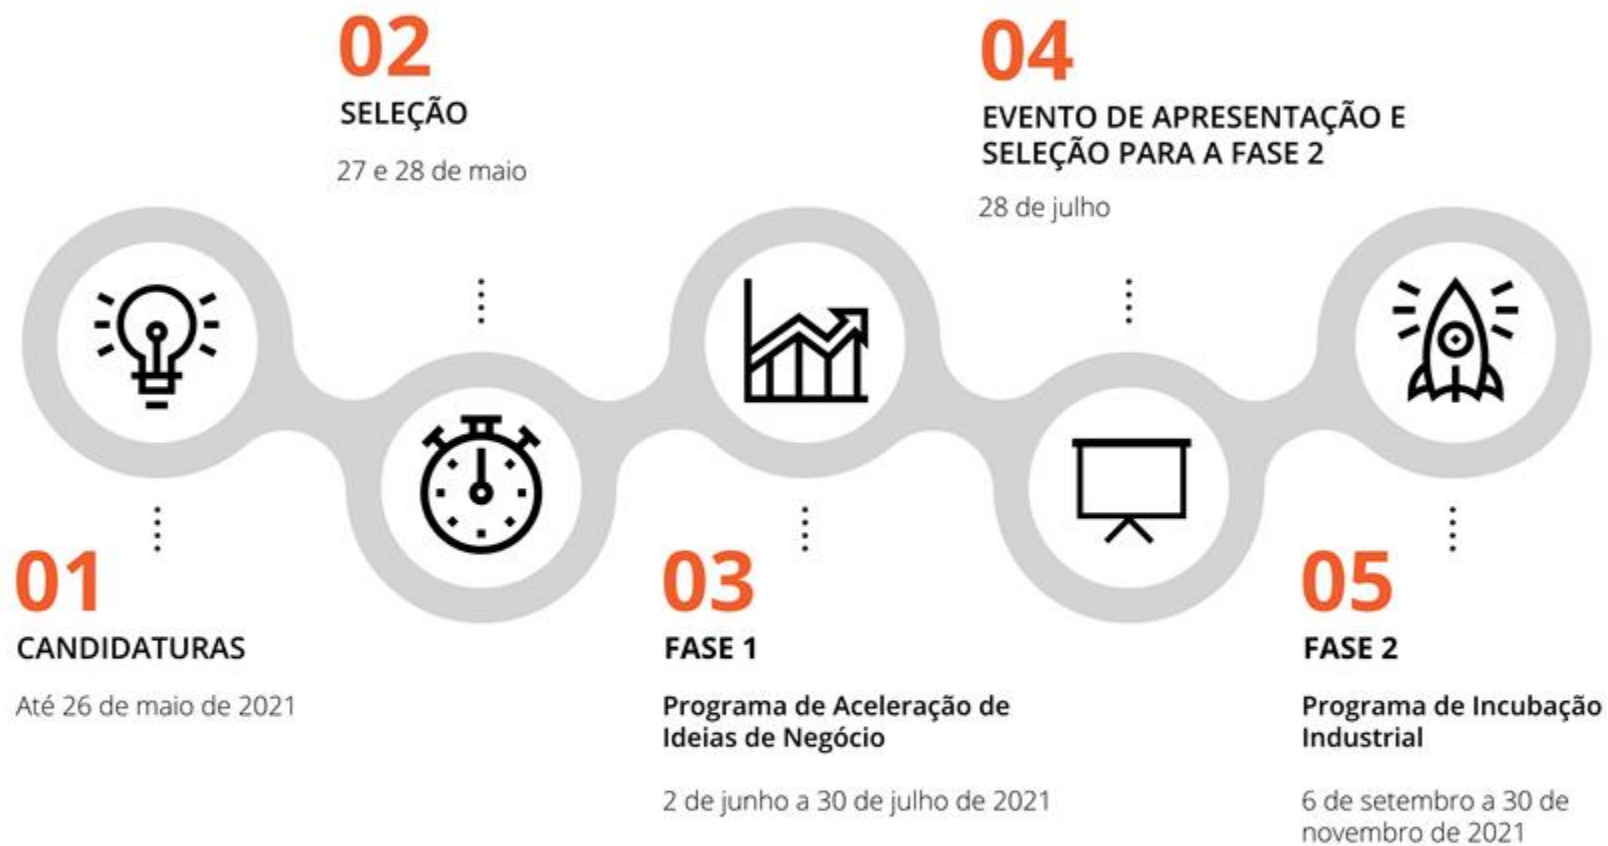 01
CANDIDATURAS
Até 26 de maio de 2021
02
SELEÇÃO
27 e 28 de maio
03
FASE 1
Programa de Aceleração de
Ideias de Negócio
2 de junho a 30 de julho de 2021
04
EVENTO DE APRESENTAÇÃO E
SELEÇÃO PARA A FASE 2
28 de julho
05
FASE 2
Programa de Incubação
Industrial
6 de setembro a 30 de
novembro de 2021